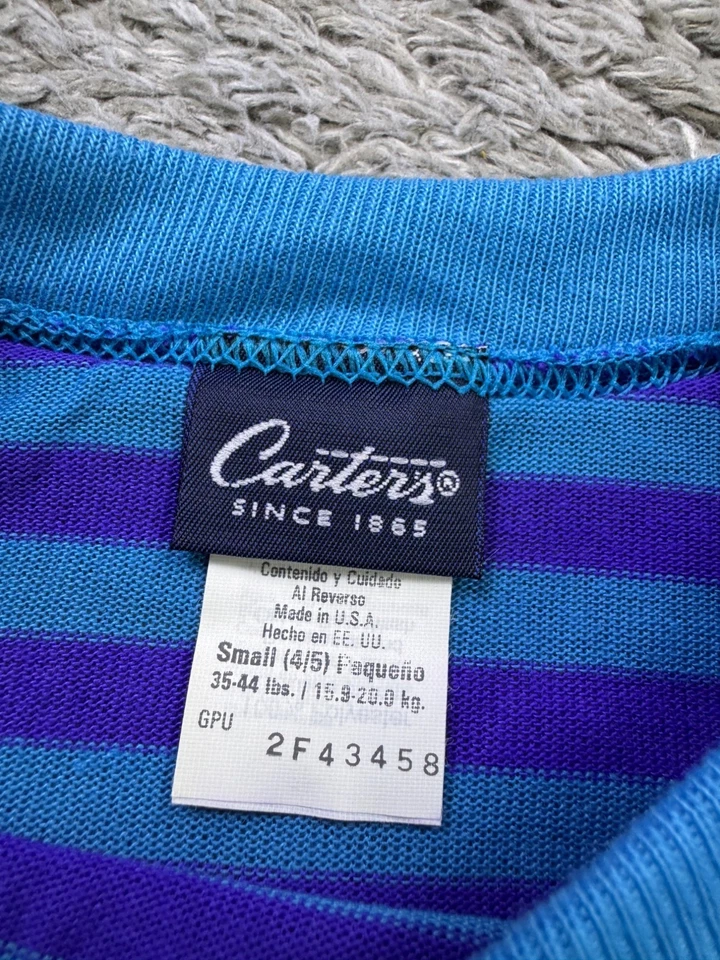 Carter's®
SINCE 1865
Contenido y Cuidado
Al Reverso
Made in U.S.A.
Hecho en EE. UU.
Small (4/5) Pequeño
35-44 lbs. / 15.9-20.0 kg.
GPU
2F43458